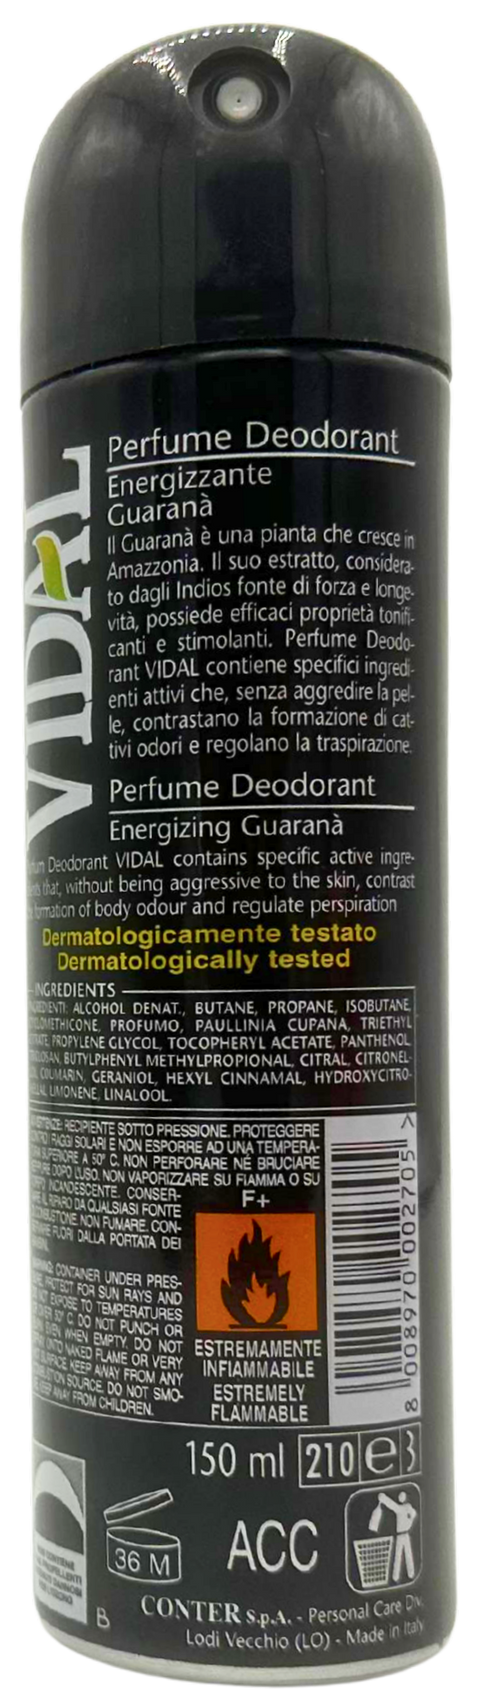 VIDAL
Perfume Deodorant
Energizzante
Guaranà
Il Guaranà è una pianta che cresce in
Amazzonia. Il suo estratto, considera-
to dagli Indios fonte di forza e longe-
vità, possiede efficaci proprietà tonifi-
canti e stimolanti. Perfume Deodo-
rant VIDAL contiene specifici ingredi-
enti attivi che, senza aggredire la pel-
le, contrastano la formazione di cat-
tivi odori e regolano la traspirazione.
Perfume Deodorant
Energizing Guaranà
Deodorant VIDAL contains specific active ingre-
that, without being aggressive to the skin, contrast
formation of body odour and regulate perspiration
Dermatologicamente testato
Dermatologically tested
INGREDIENTS
ALCOHOL DENAT., BUTANE, PROPANE, ISOBUTANE,
PROFUMO, PAULLINIA CUPANA, TRIETHYL
PROPYLENE GLYCOL, TOCOPHERYL ACETATE, PANTHENOL,
BUTYLPHENYL METHYLPROPIONAL, CITRAL, CITRONEL-
COUMARIN, GERANIOL, HEXYL CINNAMAL, HYDROXYCITRO-
LIMONENE, LINALOOL.
RECIPIENTE SOTTO PRESSIONE. PROTEGGERE
RAGGI SOLARI E NON ESPORRE AD UNA TEMPERA-
SUPERIORE A 50° C. NON PERFORARE NÉ BRUCIARE
DOPO L'USO. NON VAPORIZZARE SU FIAMMA O SU
INCANDESCENTE. CONSER-
AL RIPARO DA QUALSIASI FONTE
NON FUMARE. CON-
FUORI DALLA PORTATA DEI
CONTAINER UNDER PRES-
PROTECT FOR SUN RAYS AND
EXPOSE TO TEMPERATURES
50° C. DO NOT PUNCH OR
EVEN WHEN EMPTY. DO NOT
ONTO NAKED FLAME OR VERY
KEEP AWAY FROM ANY
SOURCE. DO NOT SMO-
AWAY FROM CHILDREN.
F+
ESTREMAMENTE
INFIAMMABILE
EXTREMELY
FLAMMABLE
8 008970 002705 >
150 ml 210 e 3
36 M
ACC
B
CONTER s.p.A. - Personal Care Div.
Lodi Vecchio (LO) - Made in Italy